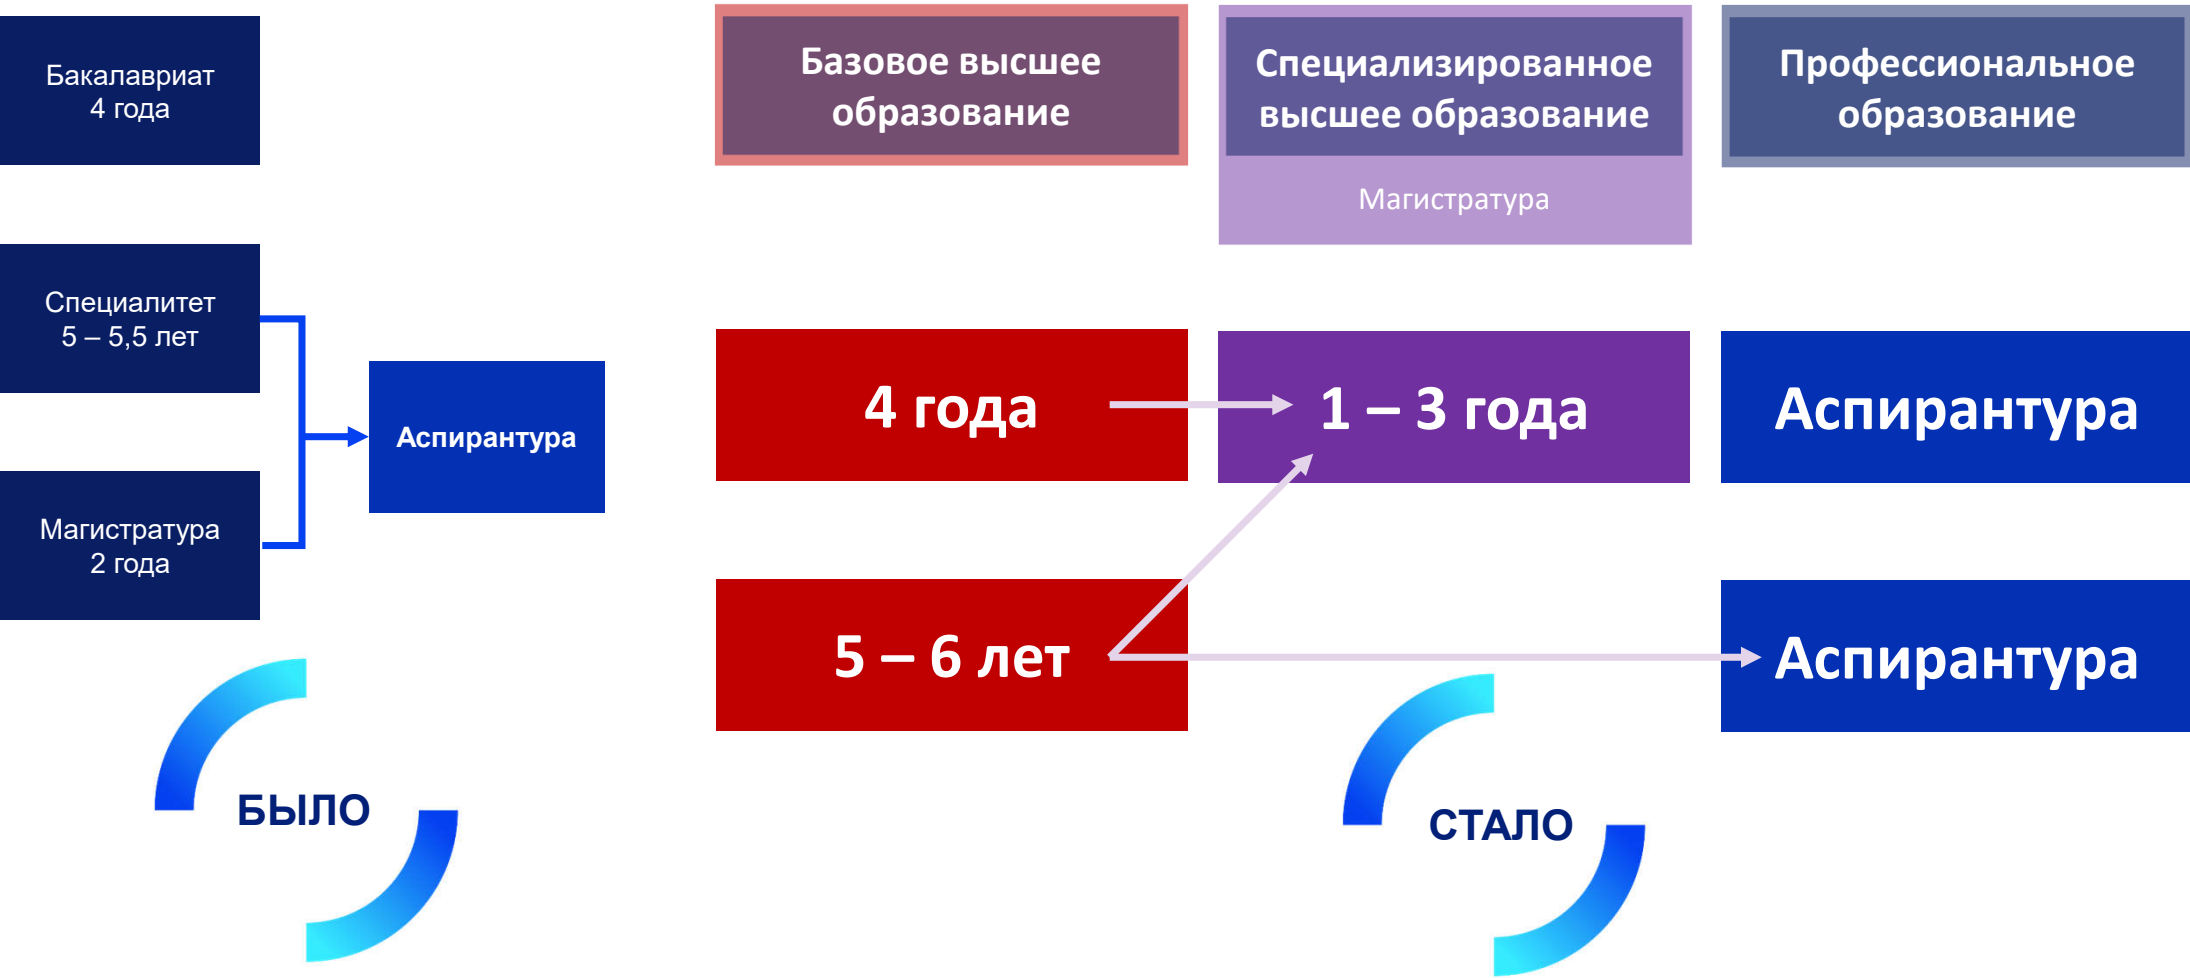 Бакалавриат
4 года
Специалитет
5 – 5,5 лет
Магистратура
2 года
Аспирантура
БЫЛО
Базовое высшее
образование
Специализированное
высшее образование
Магистратура
Профессиональное
образование
4 года
1 – 3 года
Аспирантура
5 – 6 лет
Аспирантура
СТАЛО